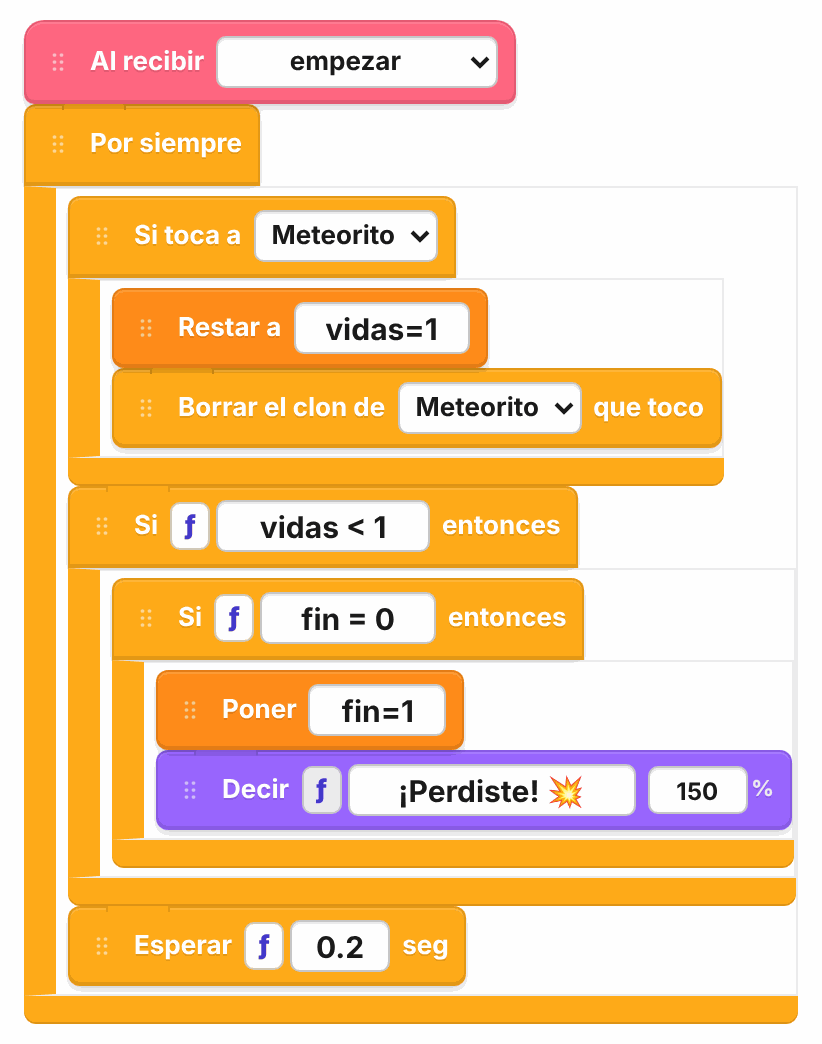 Al recibir empezar
Por siempre
Si toca a Meteorito
Restar a vidas=1
Borrar el clon de Meteorito que toco
Si ƒ vidas < 1 entonces
Si ƒ fin = 0 entonces
Poner fin=1
Decir ƒ ¡Perdiste! 💥 150 %
Esperar ƒ 0.2 seg